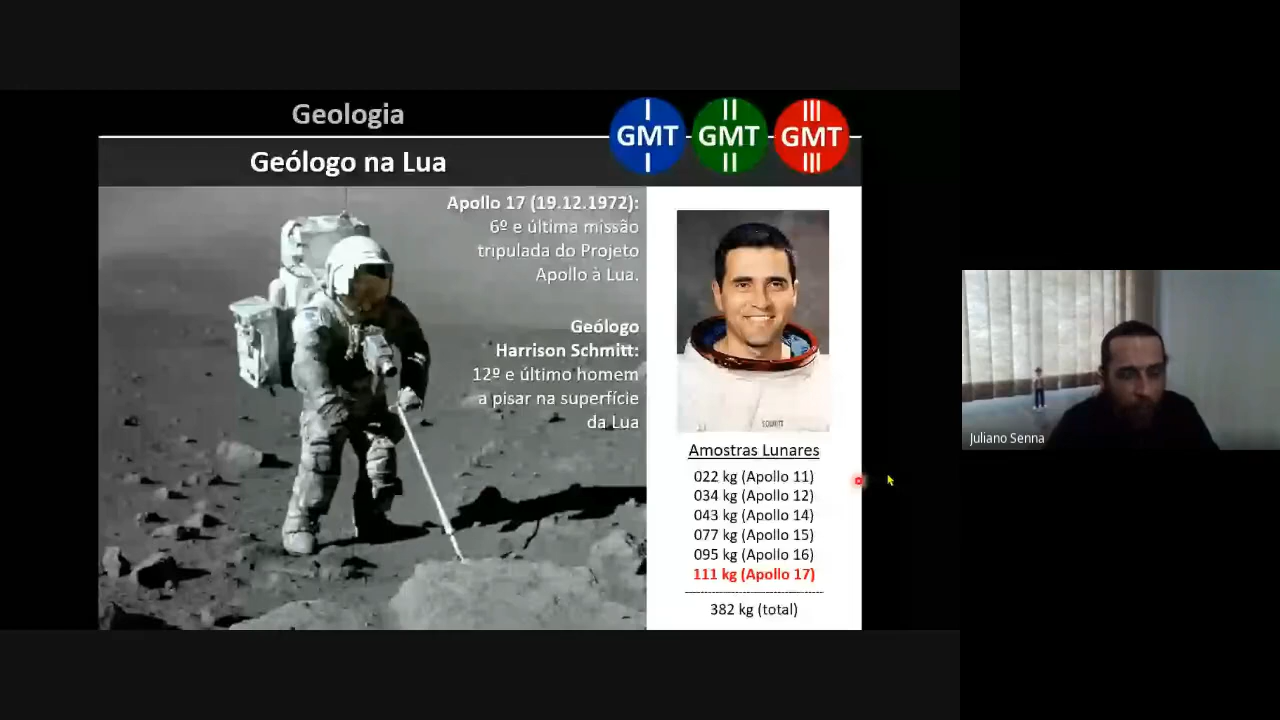 Geologia
I
GMT
I
II
GMT
II
III
GMT
III
Geólogo na Lua
Apollo 17 (19.12.1972):
6º e última missão
tripulada do Projeto
Apollo à Lua.
Geólogo
Harrison Schmitt:
12º e último homem
a pisar na superfície
da Lua
SCHMITT
Amostras Lunares
022 kg (Apollo 11)
034 kg (Apollo 12)
043 kg (Apollo 14)
077 kg (Apollo 15)
095 kg (Apollo 16)
111 kg (Apollo 17)
382 kg (total)
Juliano Senna